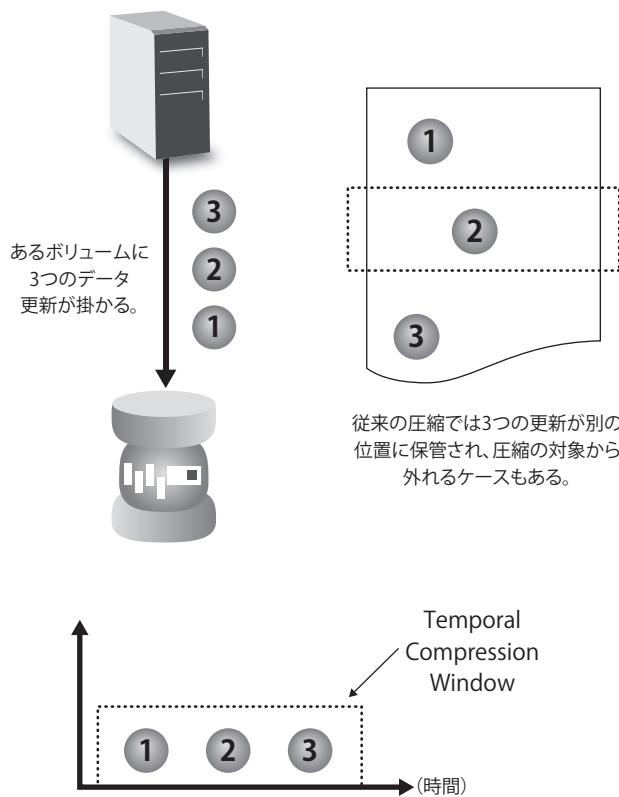 3
2
1
あるボリュームに
3つのデータ
更新が掛かる。
1
2
3
従来の圧縮では3つの更新が別の
位置に保管され、圧縮の対象から
外れるケースもある。
Temporal
Compression
Window
1 2 3
(時間)